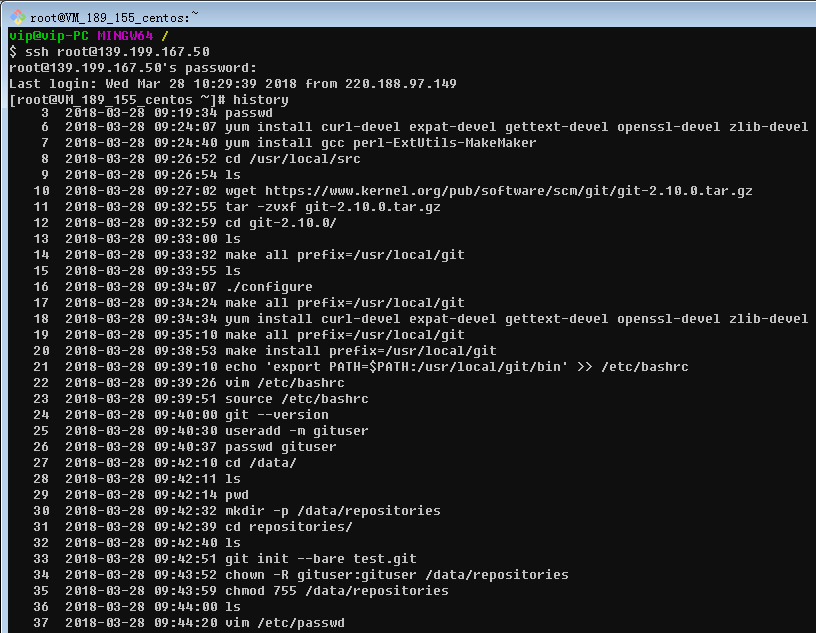 root@VM_189_155_centos:~
vip@vip-PC MINGW64 /
$ ssh root@139.199.167.50
root@139.199.167.50's password:
Last login: Wed Mar 28 10:29:39 2018 from 220.188.97.149
[root@VM_189_155_centos ~]# history
3 2018-03-28 09:19:34 passwd
6 2018-03-28 09:24:07 yum install curl-devel expat-devel gettext-devel openssl-devel zlib-devel
7 2018-03-28 09:24:40 yum install gcc perl-ExtUtils-MakeMaker
8 2018-03-28 09:26:52 cd /usr/local/src
9 2018-03-28 09:26:54 ls
10 2018-03-28 09:27:02 wget https://www.kernel.org/pub/software/scm/git/git-2.10.0.tar.gz
11 2018-03-28 09:32:55 tar -zvxf git-2.10.0.tar.gz
12 2018-03-28 09:32:59 cd git-2.10.0/
13 2018-03-28 09:33:00 ls
14 2018-03-28 09:33:32 make all prefix=/usr/local/git
15 2018-03-28 09:33:55 ls
16 2018-03-28 09:34:07 ./configure
17 2018-03-28 09:34:24 make all prefix=/usr/local/git
18 2018-03-28 09:34:34 yum install curl-devel expat-devel gettext-devel openssl-devel zlib-devel
19 2018-03-28 09:35:10 make all prefix=/usr/local/git
20 2018-03-28 09:38:53 make install prefix=/usr/local/git
21 2018-03-28 09:39:10 echo 'export PATH=$PATH:/usr/local/git/bin' >> /etc/bashrc
22 2018-03-28 09:39:26 vim /etc/bashrc
23 2018-03-28 09:39:51 source /etc/bashrc
24 2018-03-28 09:40:00 git --version
25 2018-03-28 09:40:30 useradd -m gituser
26 2018-03-28 09:40:37 passwd gituser
27 2018-03-28 09:42:10 cd /data/
28 2018-03-28 09:42:11 ls
29 2018-03-28 09:42:14 pwd
30 2018-03-28 09:42:32 mkdir -p /data/repositories
31 2018-03-28 09:42:39 cd repositories/
32 2018-03-28 09:42:40 ls
33 2018-03-28 09:42:51 git init --bare test.git
34 2018-03-28 09:43:52 chown -R gituser:gituser /data/repositories
35 2018-03-28 09:43:59 chmod 755 /data/repositories
36 2018-03-28 09:44:00 ls
37 2018-03-28 09:44:20 vim /etc/passwd